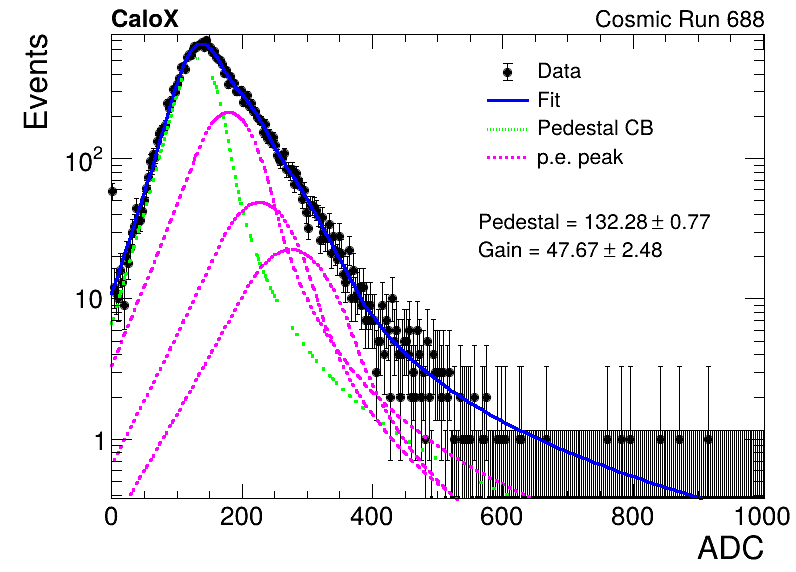 CaloX Cosmic Run 688
Events
Data
Fit
Pedestal CB
p.e. peak
Pedestal = 132.28 ± 0.77
Gain = 47.67 ± 2.48
10²
10
1
0 200 400 600 800 1000
ADC